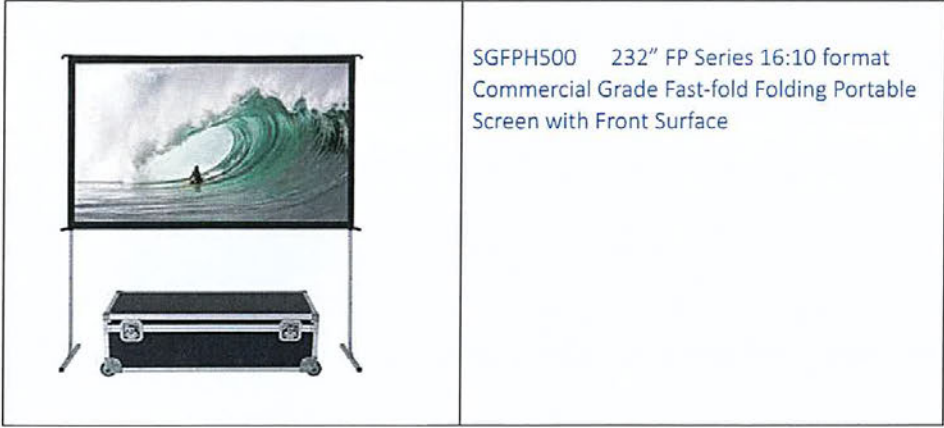 SGFPH500 232” FP Series 16:10 format
Commercial Grade Fast-fold Folding Portable
Screen with Front Surface